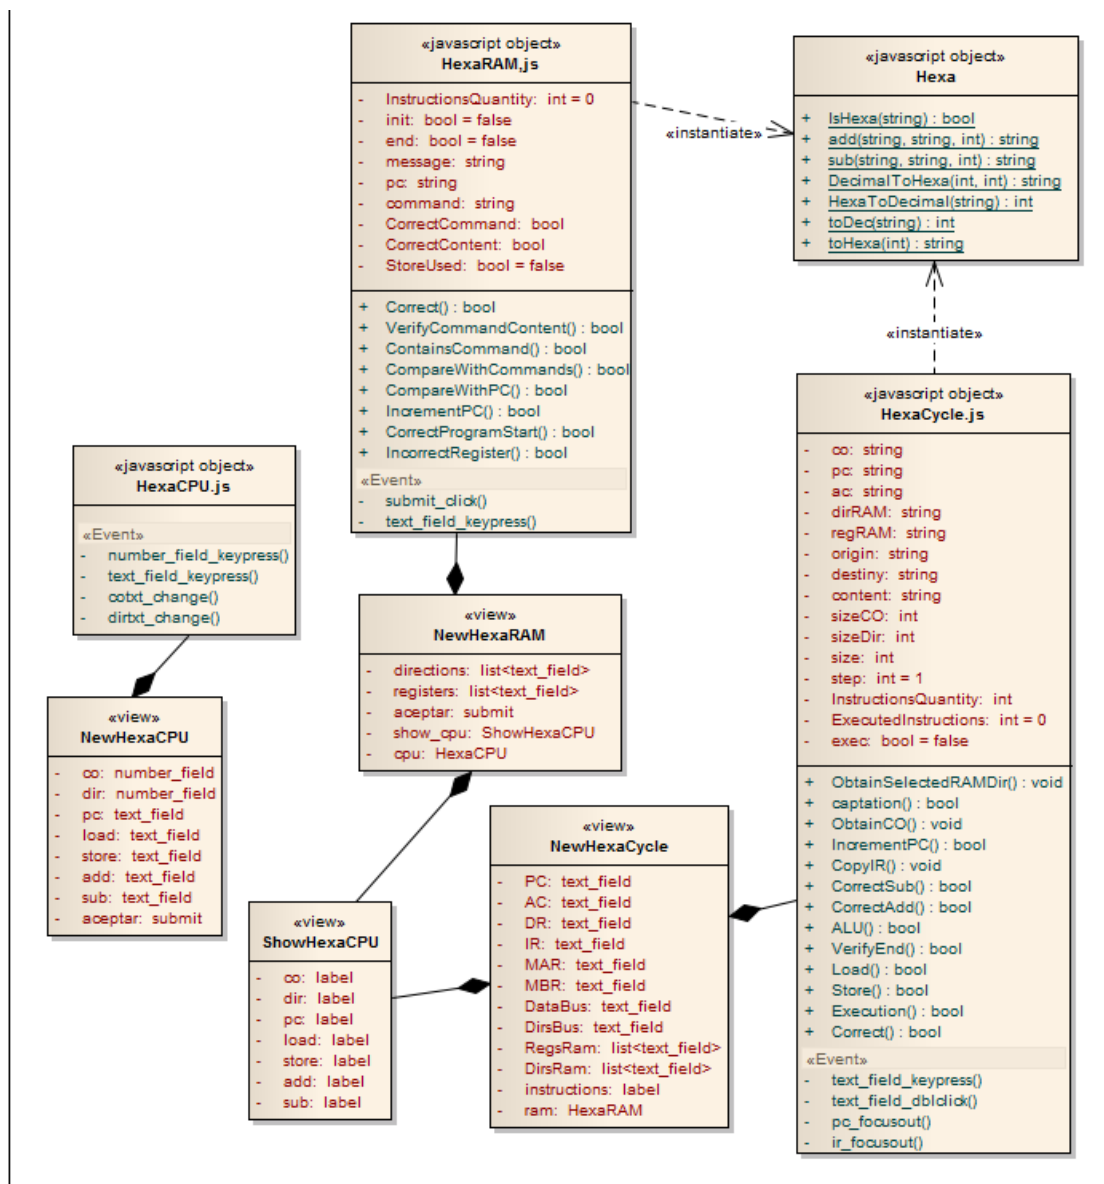 «javascript object»
HexaRAM,js
- InstructionsQuantity: int = 0
- init: bool = false
- end: bool = false
- message: string
- pc: string
- command: string
- CorrectCommand: bool
- CorrectContent: bool
- StoreUsed: bool = false
+ Correct() : bool
+ VerifyCommandContent() : bool
+ ContainsCommand() : bool
+ CompareWithCommands() : bool
+ CompareWithPC() : bool
+ IncrementPC() : bool
+ CorrectProgramStart() : bool
+ IncorrectRegister() : bool
«Event»
- submit_click()
- text_field_keypress()
«instantiate»
«javascript object»
Hexa
+ IsHexa(string) : bool
+ add(string, string, int) : string
+ sub(string, string, int) : string
+ DecimalToHexa(int, int) : string
+ HexaToDecimal(string) : int
+ toDec(string) : int
+ toHexa(int) : string
«instantiate»
«javascript object»
HexaCycle.js
- co: string
- pc: string
- ac: string
- dirRAM: string
- regRAM: string
- origin: string
- destiny: string
- content: string
- sizeCO: int
- sizeDir: int
- size: int
- step: int = 1
- InstructionsQuantity: int
- ExecutedInstructions: int = 0
- exec: bool = false
+ ObtainSelectedRAMDir() : void
+ captation() : bool
+ ObtainCO() : void
+ IncrementPC() : bool
+ CopyIR() : void
+ CorrectSub() : bool
+ CorrectAdd() : bool
+ ALU() : bool
+ VerifyEnd() : bool
+ Load() : bool
+ Store() : bool
+ Execution() : bool
+ Correct() : bool
«Event»
- text_field_keypress()
- text_field_dblclick()
- pc_focusout()
- ir_focusout()
«javascript object»
HexaCPU.js
«Event»
- number_field_keypress()
- text_field_keypress()
- cotxt_change()
- dirtxt_change()
«view»
NewHexaCPU
- co: number_field
- dir: number_field
- pc: text_field
- load: text_field
- store: text_field
- add: text_field
- sub: text_field
- aceptar: submit
«view»
NewHexaRAM
- directions: list<text_field>
- registers: list<text_field>
- aceptar: submit
- show_cpu: ShowHexaCPU
- cpu: HexaCPU
«view»
ShowHexaCPU
- co: label
- dir: label
- pc: label
- load: label
- store: label
- add: label
- sub: label
«view»
NewHexaCycle
- PC: text_field
- AC: text_field
- DR: text_field
- IR: text_field
- MAR: text_field
- MBR: text_field
- DataBus: text_field
- DirsBus: text_field
- RegsRam: list<text_field>
- DirsRam: list<text_field>
- instructions: label
- ram: HexaRAM